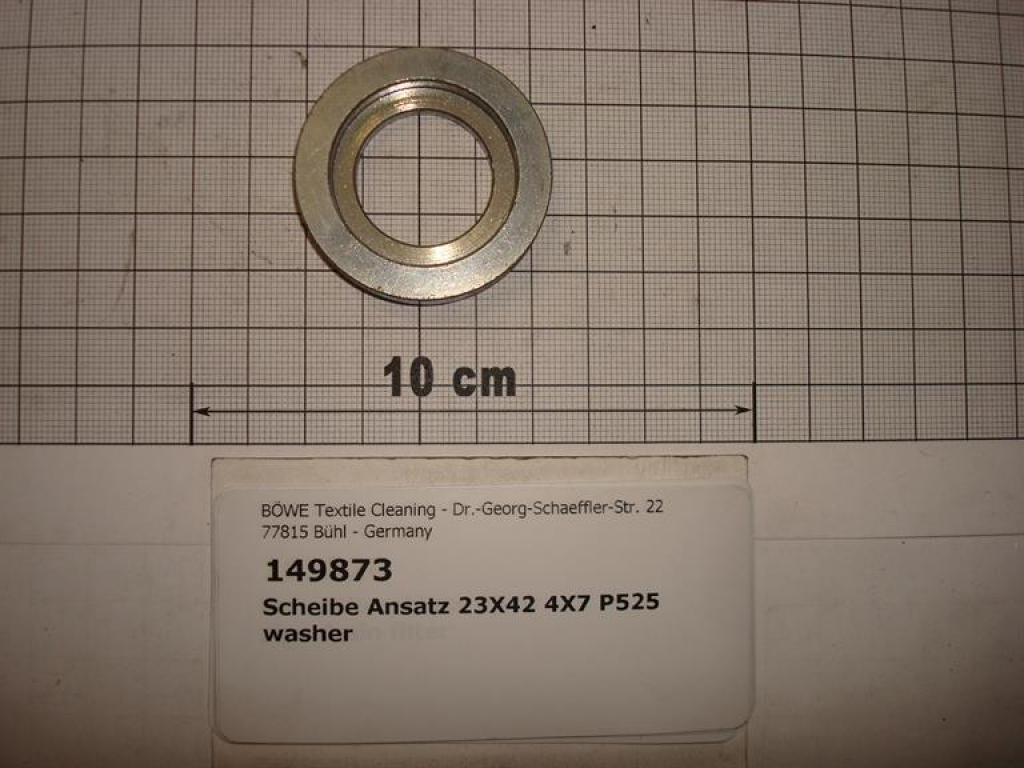 10 cm
BÖWE Textile Cleaning - Dr.-Georg-Schaeffler-Str. 22
77815 Bühl - Germany
149873
Scheibe Ansatz 23X42 4X7 P525
washer